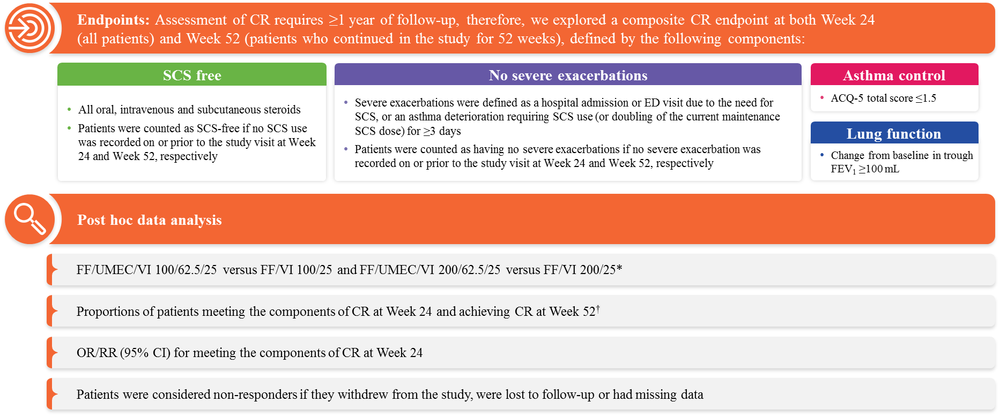 Endpoints: Assessment of CR requires ≥1 year of follow-up, therefore, we explored a composite CR endpoint at both Week 24
(all patients) and Week 52 (patients who continued in the study for 52 weeks), defined by the following components:
SCS free
• All oral, intravenous and subcutaneous steroids
• Patients were counted as SCS-free if no SCS use
was recorded on or prior to the study visit at Week
24 and Week 52, respectively
No severe exacerbations
• Severe exacerbations were defined as a hospital admission or ED visit due to the need for
SCS, or an asthma deterioration requiring SCS use (or doubling of the current maintenance
SCS dose) for ≥3 days
• Patients were counted as having no severe exacerbations if no severe exacerbation was
recorded on or prior to the study visit at Week 24 and Week 52, respectively
Asthma control
• ACQ-5 total score ≤1.5
Lung function
• Change from baseline in trough
FEV₁ ≥100 mL
Post hoc data analysis
FF/UMEC/VI 100/62.5/25 versus FF/VI 100/25 and FF/UMEC/VI 200/62.5/25 versus FF/VI 200/25*
Proportions of patients meeting the components of CR at Week 24 and achieving CR at Week 52†
OR/RR (95% CI) for meeting the components of CR at Week 24
Patients were considered non-responders if they withdrew from the study, were lost to follow-up or had missing data